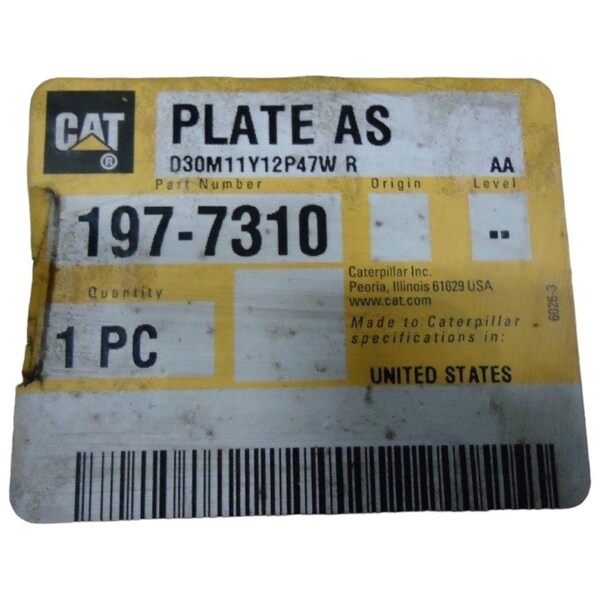 CAT ®
PLATE AS
D30M11Y12P47W R AA
Part Number Origin Level
197-7310 --
Caterpillar Inc.
Peoria, Illinois 61629 USA
www.cat.com
Quantity
1 PC
Made to Caterpillar
specifications in:
UNITED STATES
6026-3